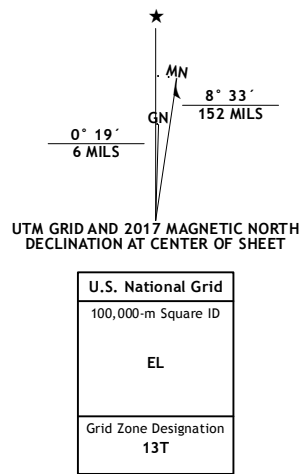 ★
MN
GN
8° 33´
152 MILS
0° 19´
6 MILS
UTM GRID AND 2017 MAGNETIC NORTH
DECLINATION AT CENTER OF SHEET
U.S. National Grid
100,000-m Square ID
EL
Grid Zone Designation
13T